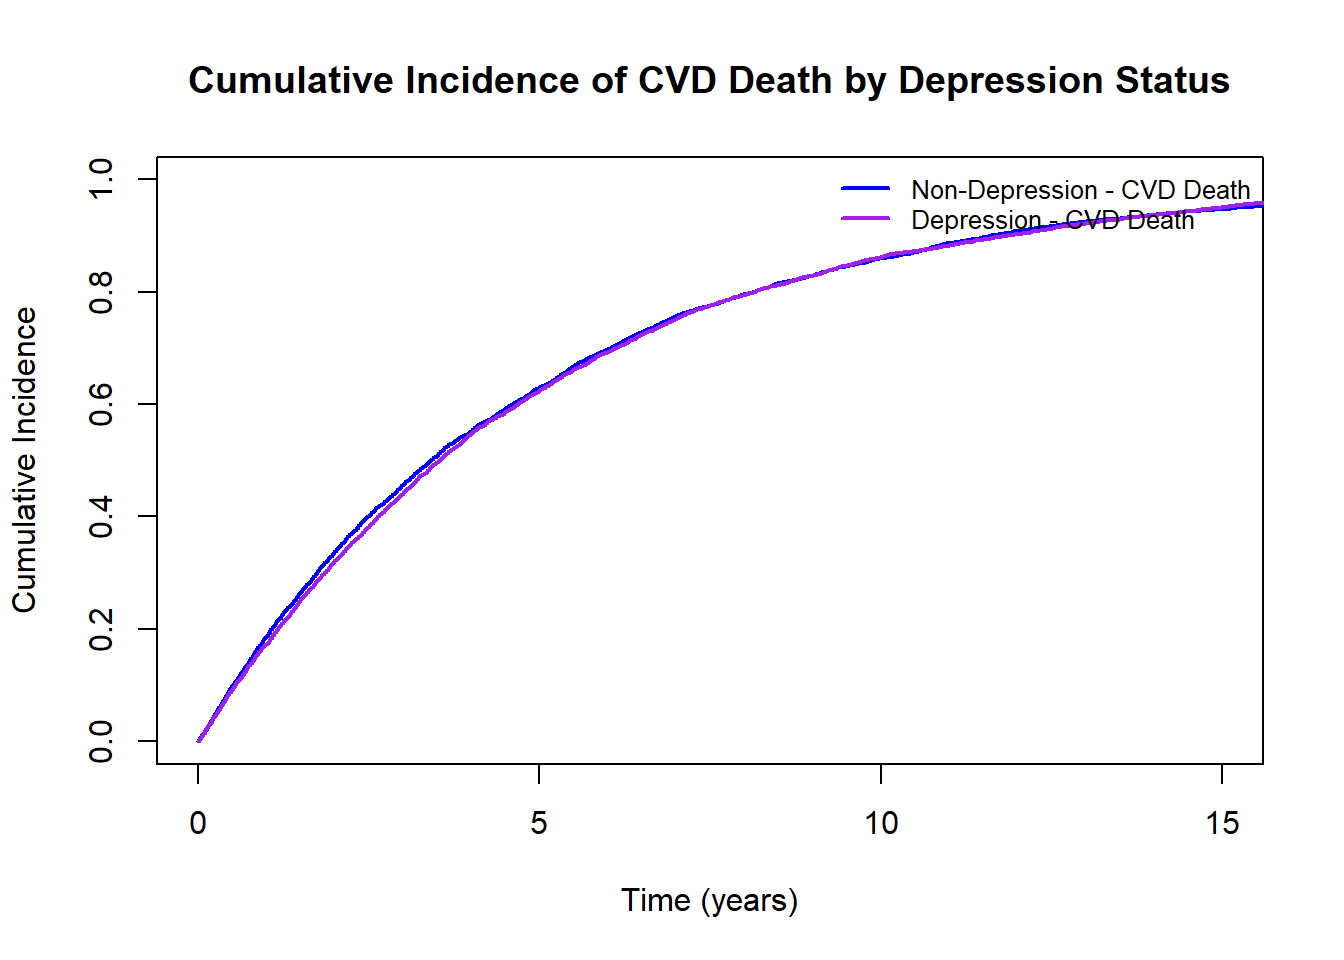 Cumulative Incidence of CVD Death by Depression Status
Non-Depression - CVD Death
Depression - CVD Death
Cumulative Incidence
1.0
0.8
0.6
0.4
0.2
0.0
0 5 10 15
Time (years)